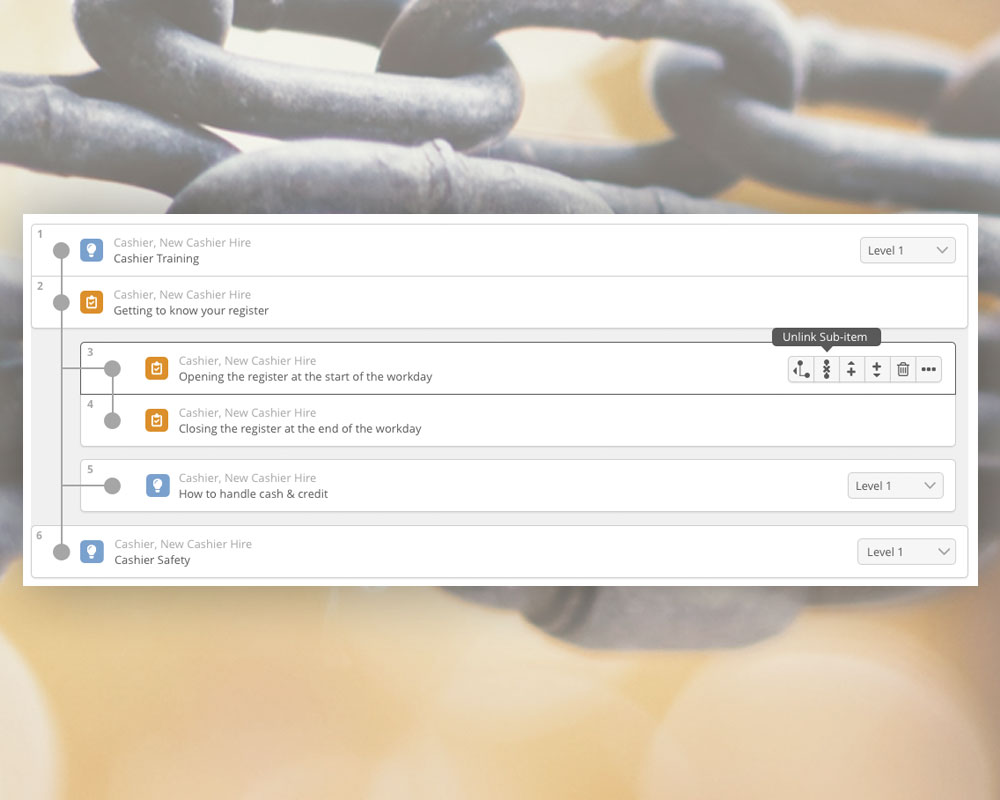 1
Cashier, New Cashier Hire
Cashier Training
Level 1
2
Cashier, New Cashier Hire
Getting to know your register
Unlink Sub-item
3
Cashier, New Cashier Hire
Opening the register at the start of the workday
4
Cashier, New Cashier Hire
Closing the register at the end of the workday
5
Cashier, New Cashier Hire
How to handle cash & credit
Level 1
6
Cashier, New Cashier Hire
Cashier Safety
Level 1